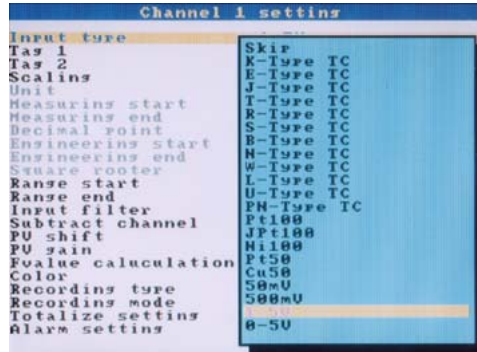 Channel 1 setting
Input type
Tag 1
Tag 2
Scaling
Unit
Measuring start
Measuring end
Decimal point
Engineering start
Engineering end
Square rooter
Range start
Range end
Input filter
Subtract channel
PV shift
PV gain
Fvalue caluculation
Color
Recording type
Recording mode
Totalize setting
Alarm setting
Skip
K-Type TC
E-Type TC
J-Type TC
T-Type TC
R-Type TC
S-Type TC
B-Type TC
N-Type TC
W-Type TC
L-Type TC
U-Type TC
PN-Type TC
Pt100
JPt100
Ni100
Pt50
Cu50
50mV
500mV
1-5V
0-5V